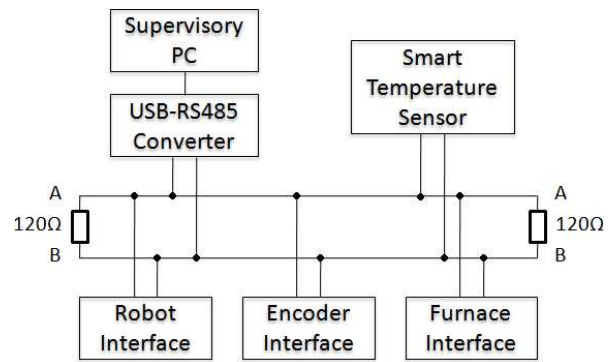 Supervisory
PC
USB-RS485
Converter
Smart
Temperature
Sensor
A
A
120Ω
120Ω
B
B
Robot
Interface
Encoder
Interface
Furnace
Interface